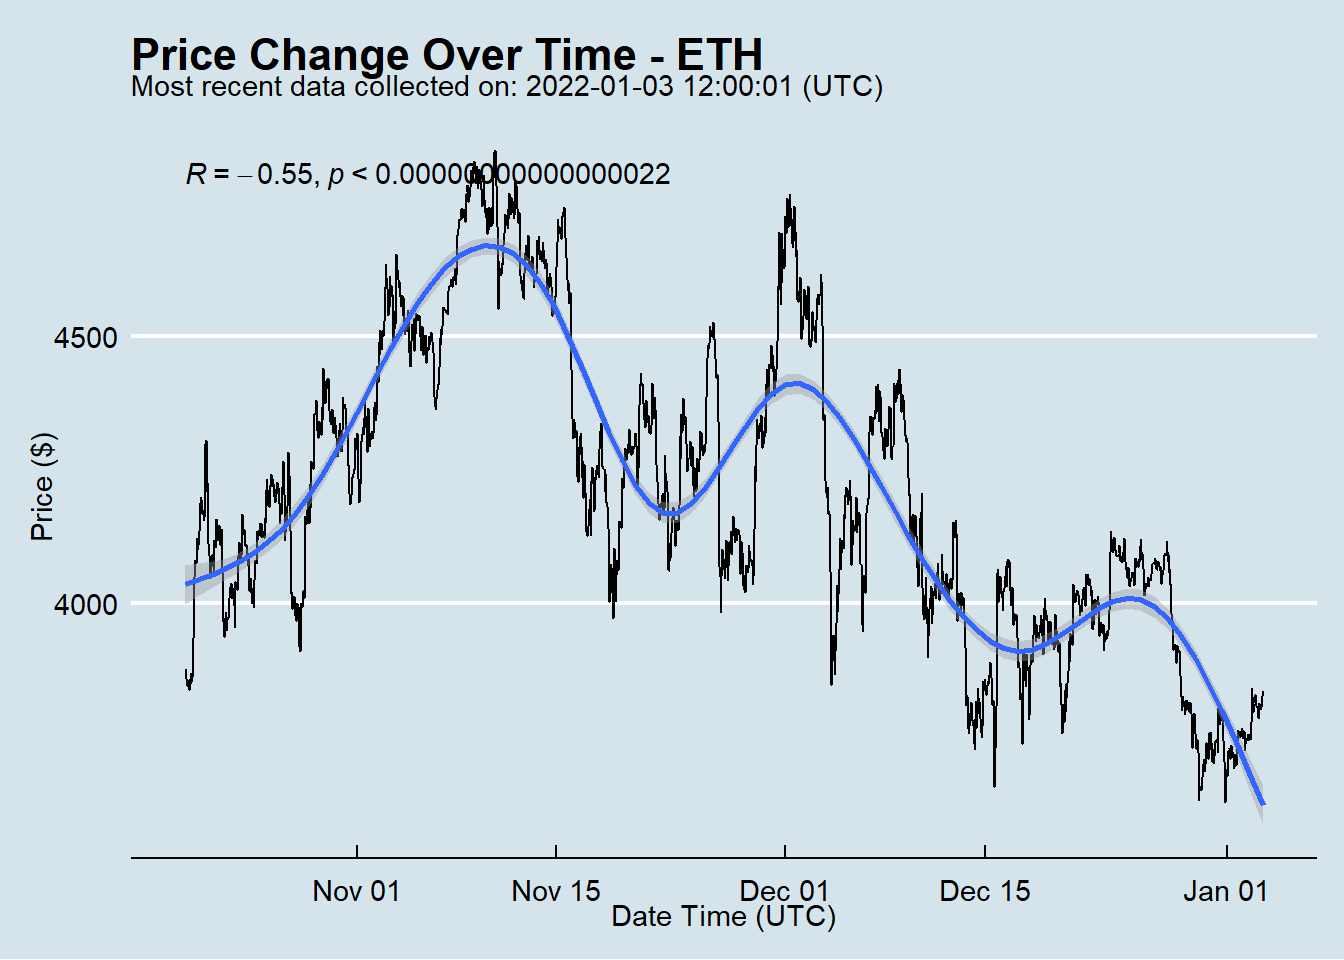 Price Change Over Time - ETH
Most recent data collected on: 2022-01-03 12:00:01 (UTC)
R = −0.55, p < 0.00000000000000022
4500
4000
Price ($)
Nov 01 Nov 15 Dec 01 Dec 15 Jan 01
Date Time (UTC)